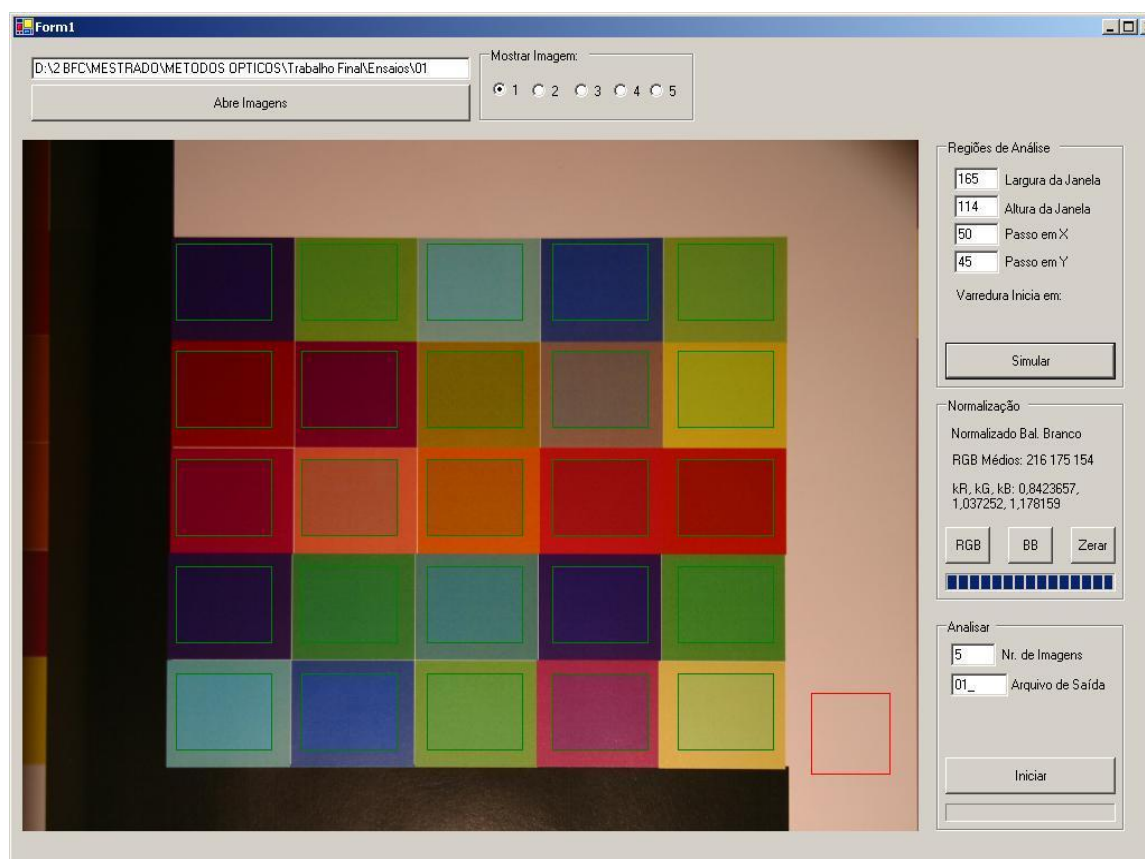 Form1
D:\2 BFC\MESTRADO\METODOS OPTICOS\Trabalho Final\Ensaios\01
Abre Imagens
Mostrar Imagem:
1 2 3 4 5
Regiões de Análise
165 Largura da Janela
114 Altura da Janela
50 Passo em X
45 Passo em Y
Varredura Inicia em:
Simular
Normalização
Normalizado Bal. Branco
RGB Médios: 216 175 154
kR, kG, kB: 0,8423657,
1,037252, 1,178159
RGB BB Zerar
Analisar
5 Nr. de Imagens
01_ Arquivo de Saída
Iniciar